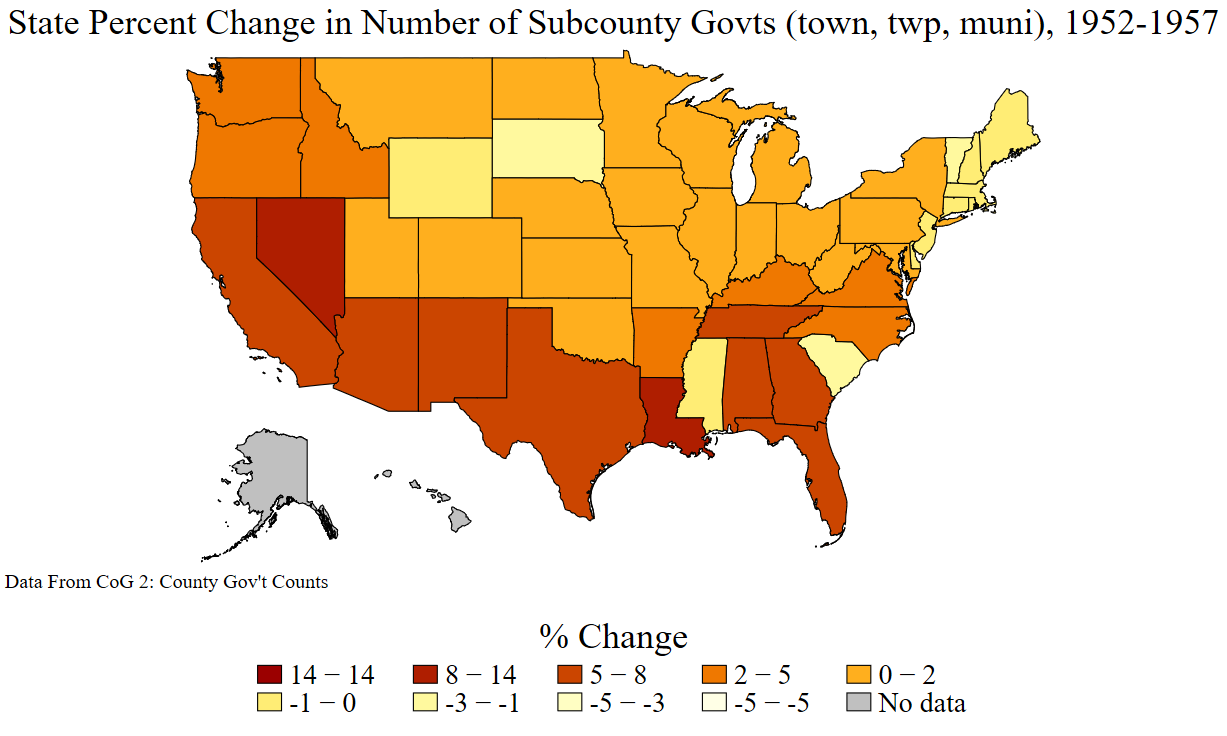 State Percent Change in Number of Subcounty Govts (town, twp, muni), 1952-1957
Data From CoG 2: County Gov't Counts
% Change
14 − 14 8 − 14 5 − 8 2 − 5 0 − 2
-1 − 0 -3 − -1 -5 − -3 -5 − -5 No data